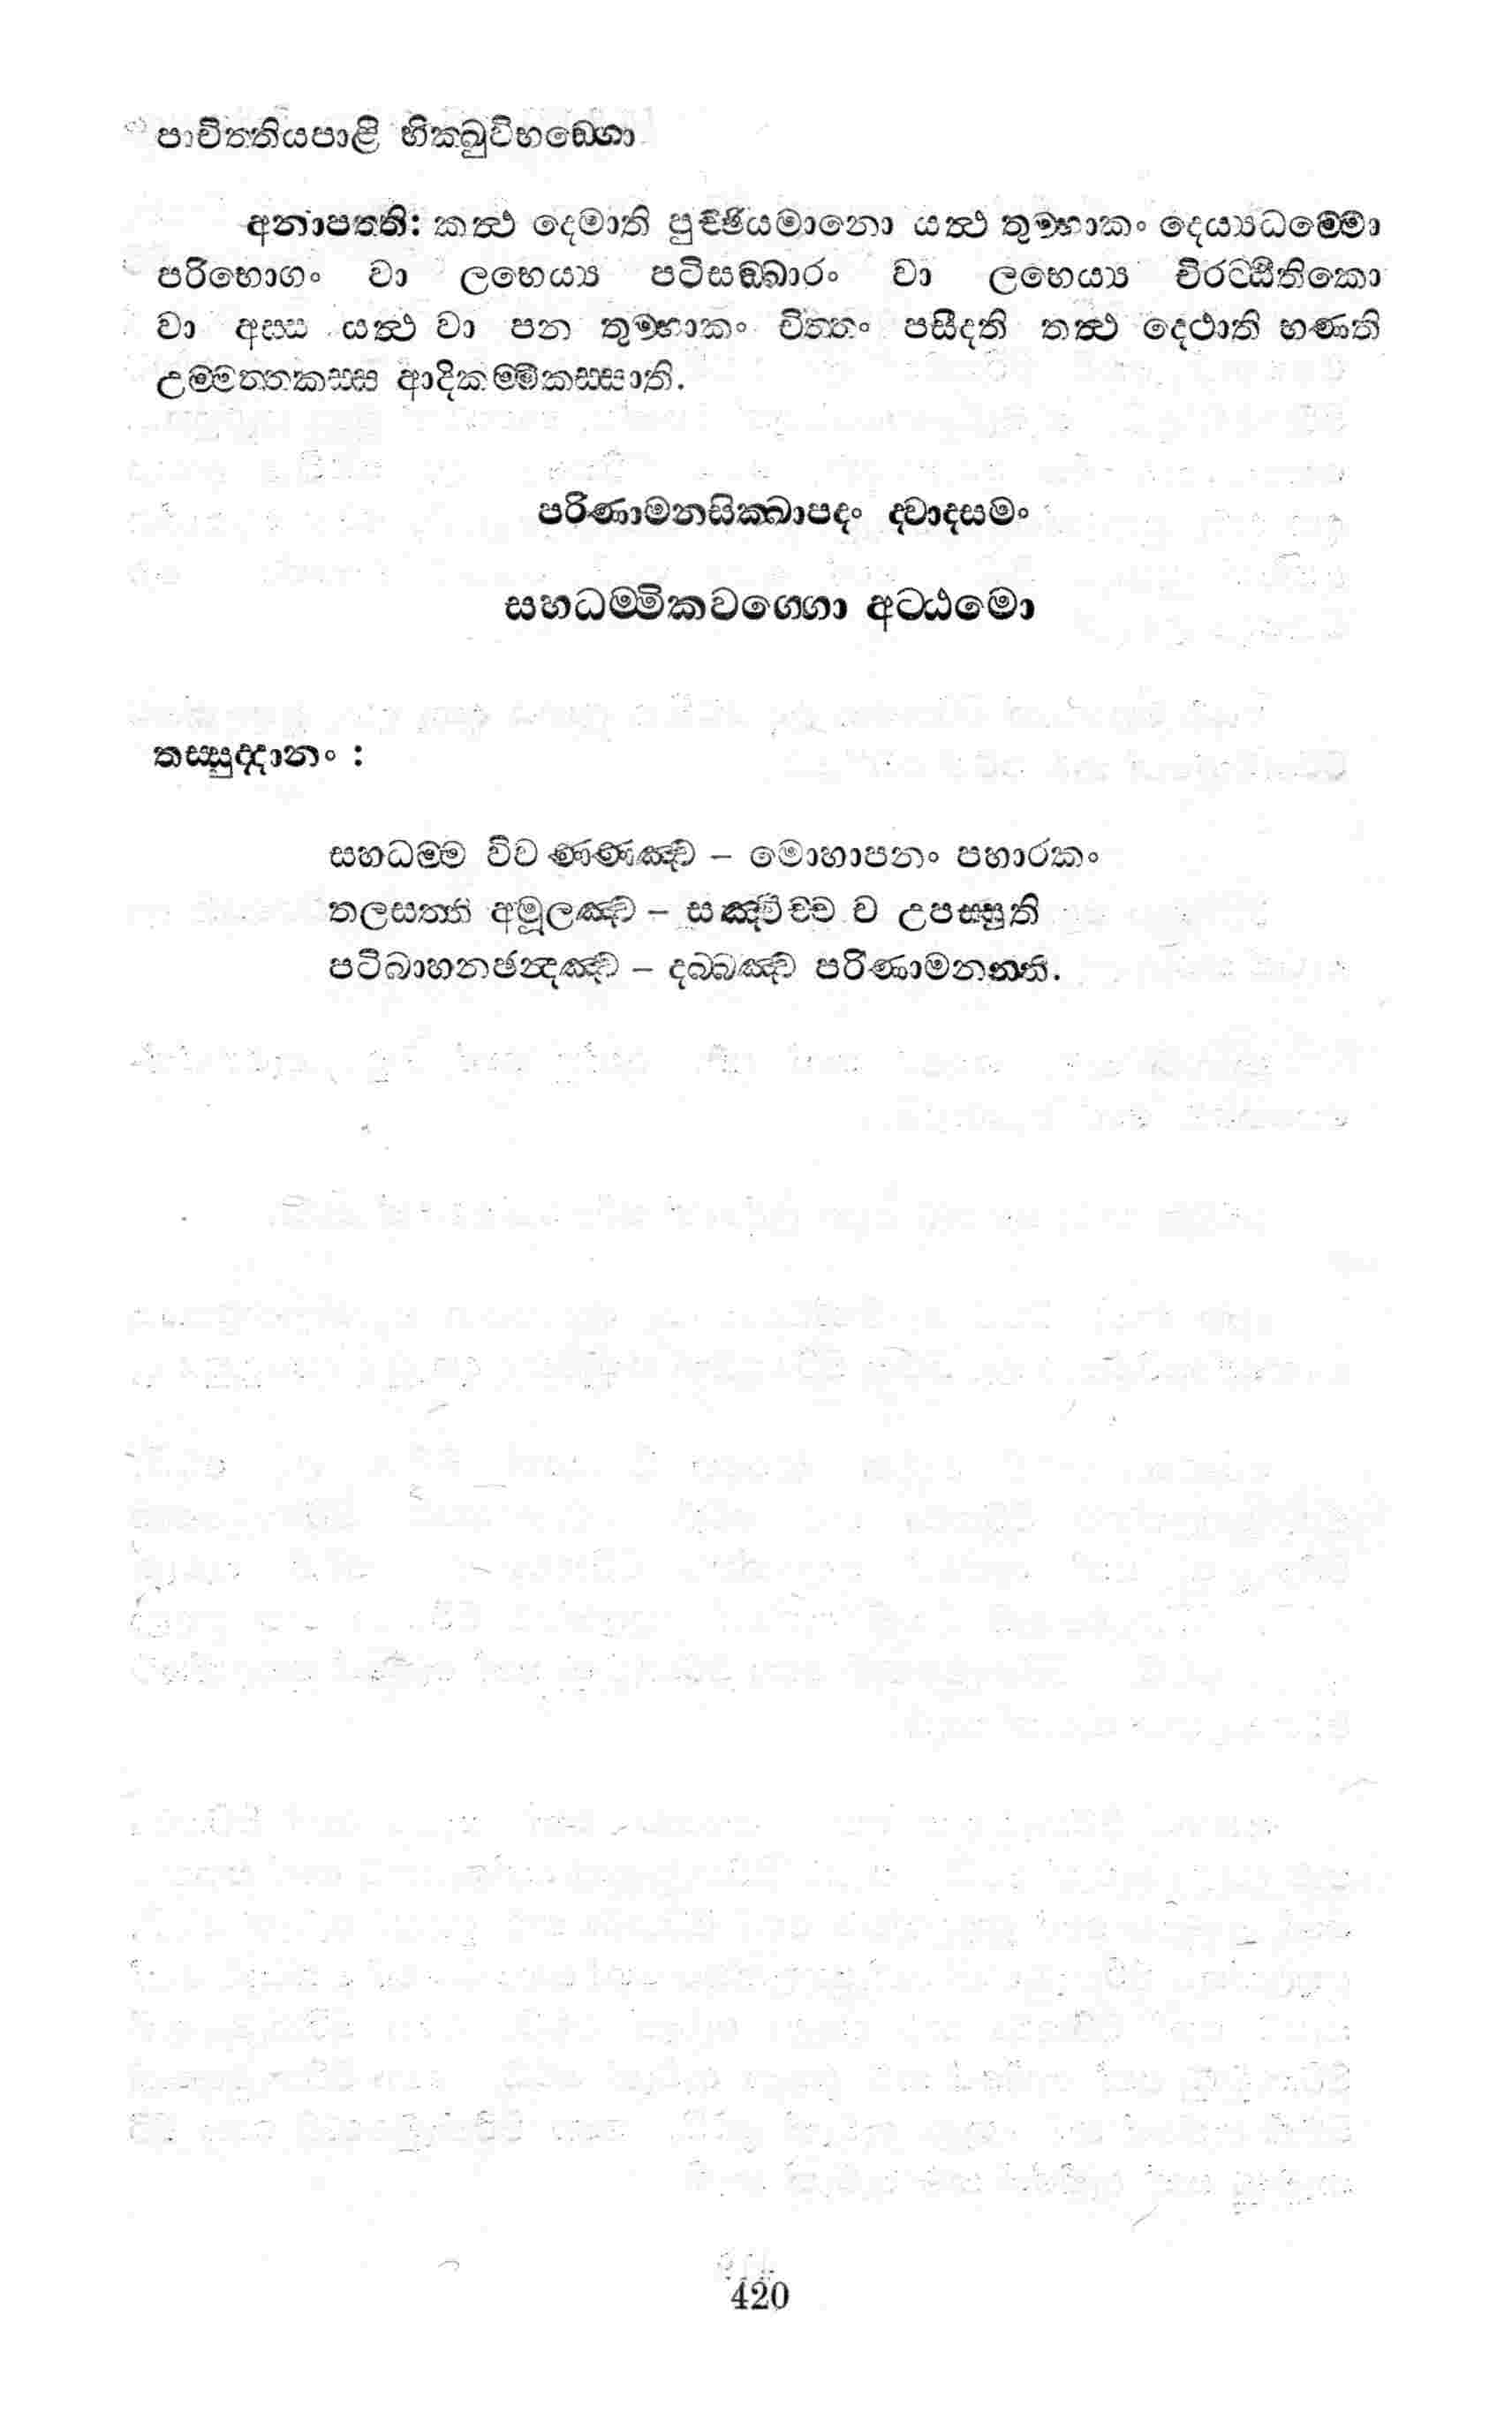 පාචිත්තියපාළි භික්ඛුවිභඞ්ගො
අනාපත්ති: කත්ථ දෙමාති පුච්ඡියමානො යත්ථ තුම්හාකං දෙය්‍යධම්මො
පරිභොගං වා ලභෙය්‍ය පටිසඞ්ඛාරං වා ලභෙය්‍ය චිරට්ඨීතිකො
වා අස්ස යත්ථ වා පන තුම්හාකං චිත්තං පසීදති තත්ථ දෙථාති භණති
උම්මත්තකස්ස ආදිකම්මිකස්සාති.
පරිණාමනසික්ඛාපදං ද්වාදසමං
සහධම්මිකවග්ගො අට්ඨමො
තස්සුද්දානං :
සහධම්ම විවණ්ණඤ්ච – මොහාපනං පහාරකං
තලසත්ති අමූලඤ්ච – සඤ්චිච්ච ච උපස්සුති
පටිබාහනඡන්දඤ්ච – දබ්බඤ්ච පරිණාමනන්ති.
420